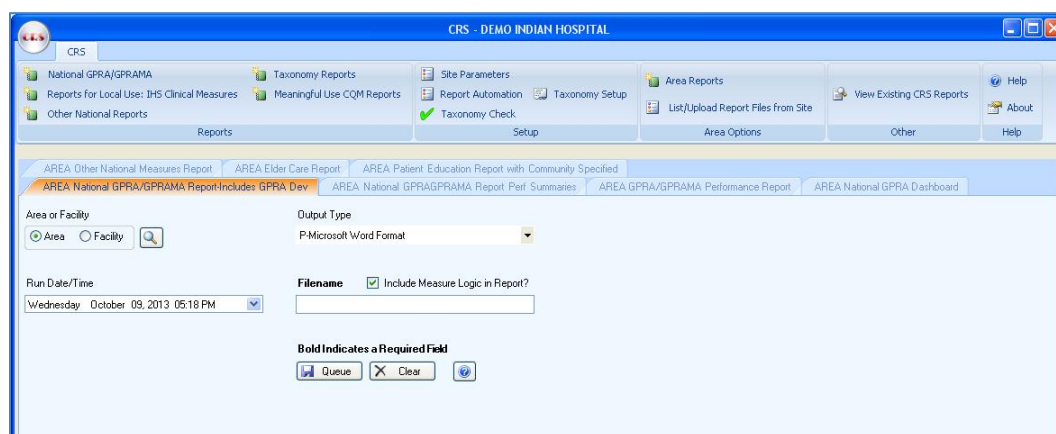 CRS - DEMO INDIAN HOSPITAL
CRS
CRS
National GPRA/GPRAMA
Taxonomy Reports
Site Parameters
Area Reports
Help
Reports for Local Use: IHS Clinical Measures
Meaningful Use CQM Reports
Report Automation
Taxonomy Setup
View Existing CRS Reports
Other National Reports
Taxonomy Check
List/Upload Report Files from Site
About
Reports
Setup
Area Options
Other
Help
AREA Other National Measures Report
AREA Elder Care Report
AREA Patient Education Report with Community Specified
AREA National GPRA/GPRAMA Report-Includes GPRA Dev
AREA National GPRAGPRAMA Report Perf Summaries
AREA GPRA/GPRAMA Performance Report
AREA National GPRA Dashboard
Area or Facility
Output Type
Area
Facility
P-Microsoft Word Format
Run Date/Time
Filename
Include Measure Logic in Report?
Wednesday October 09, 2013 05:18 PM
Bold Indicates a Required Field
Queue
Clear